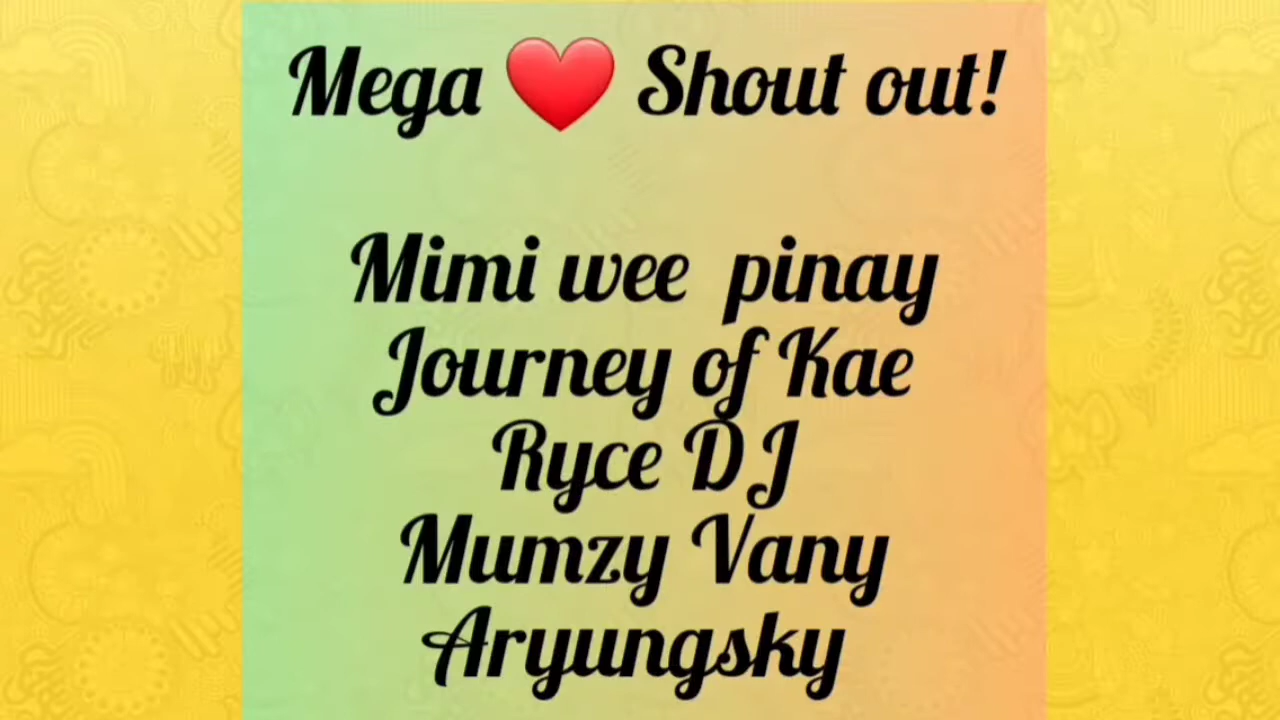 Mega ❤ Shout out!
Mimi wee pinay
Journey of Kae
Ryce DJ
Mumzy Vany
Aryungsky